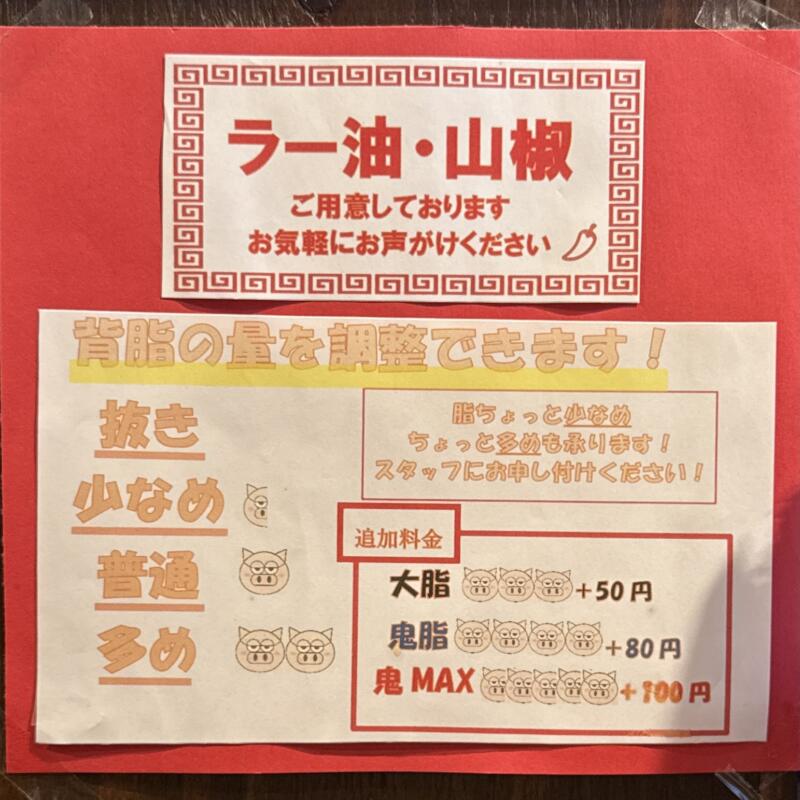 ラー油・山椒
ご用意しております
お気軽にお声がけください
背脂の量を調整できます！
抜き
少なめ
普通
多め
脂ちょっと少なめ
ちょっと多めも承ります！
スタッフにお申し付けください！
追加料金
大脂 +50円
鬼脂 +80円
鬼MAX +100円